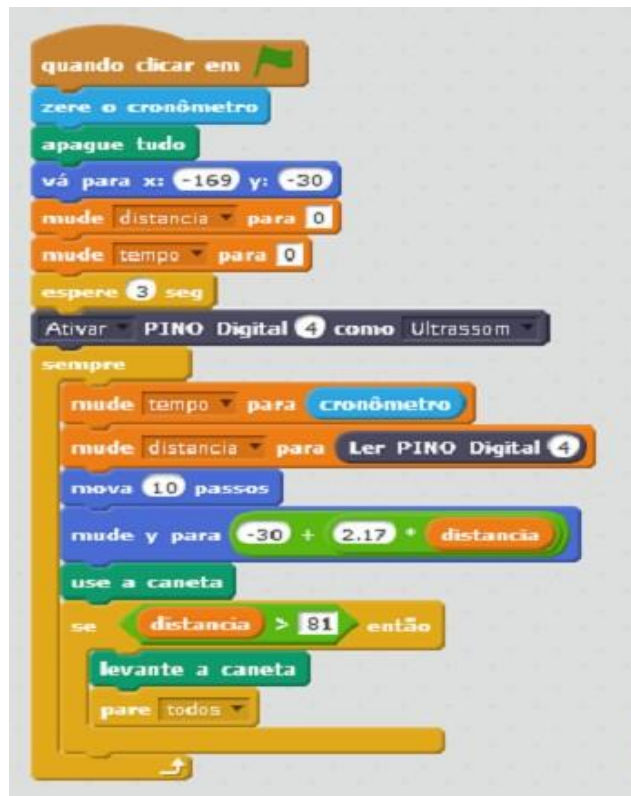 quando clicar em
zere o cronômetro
apague tudo
vá para x: -169 y: -30
mude distancia para 0
mude tempo para 0
espere 3 seg
Ativar PINO Digital 4 como Ultrassom
sempre
mude tempo para cronômetro
mude distancia para Ler PINO Digital 4
mova 10 passos
mude y para -30 + 2.17 * distancia
use a caneta
se distancia > 81 então
levante a caneta
pare todos